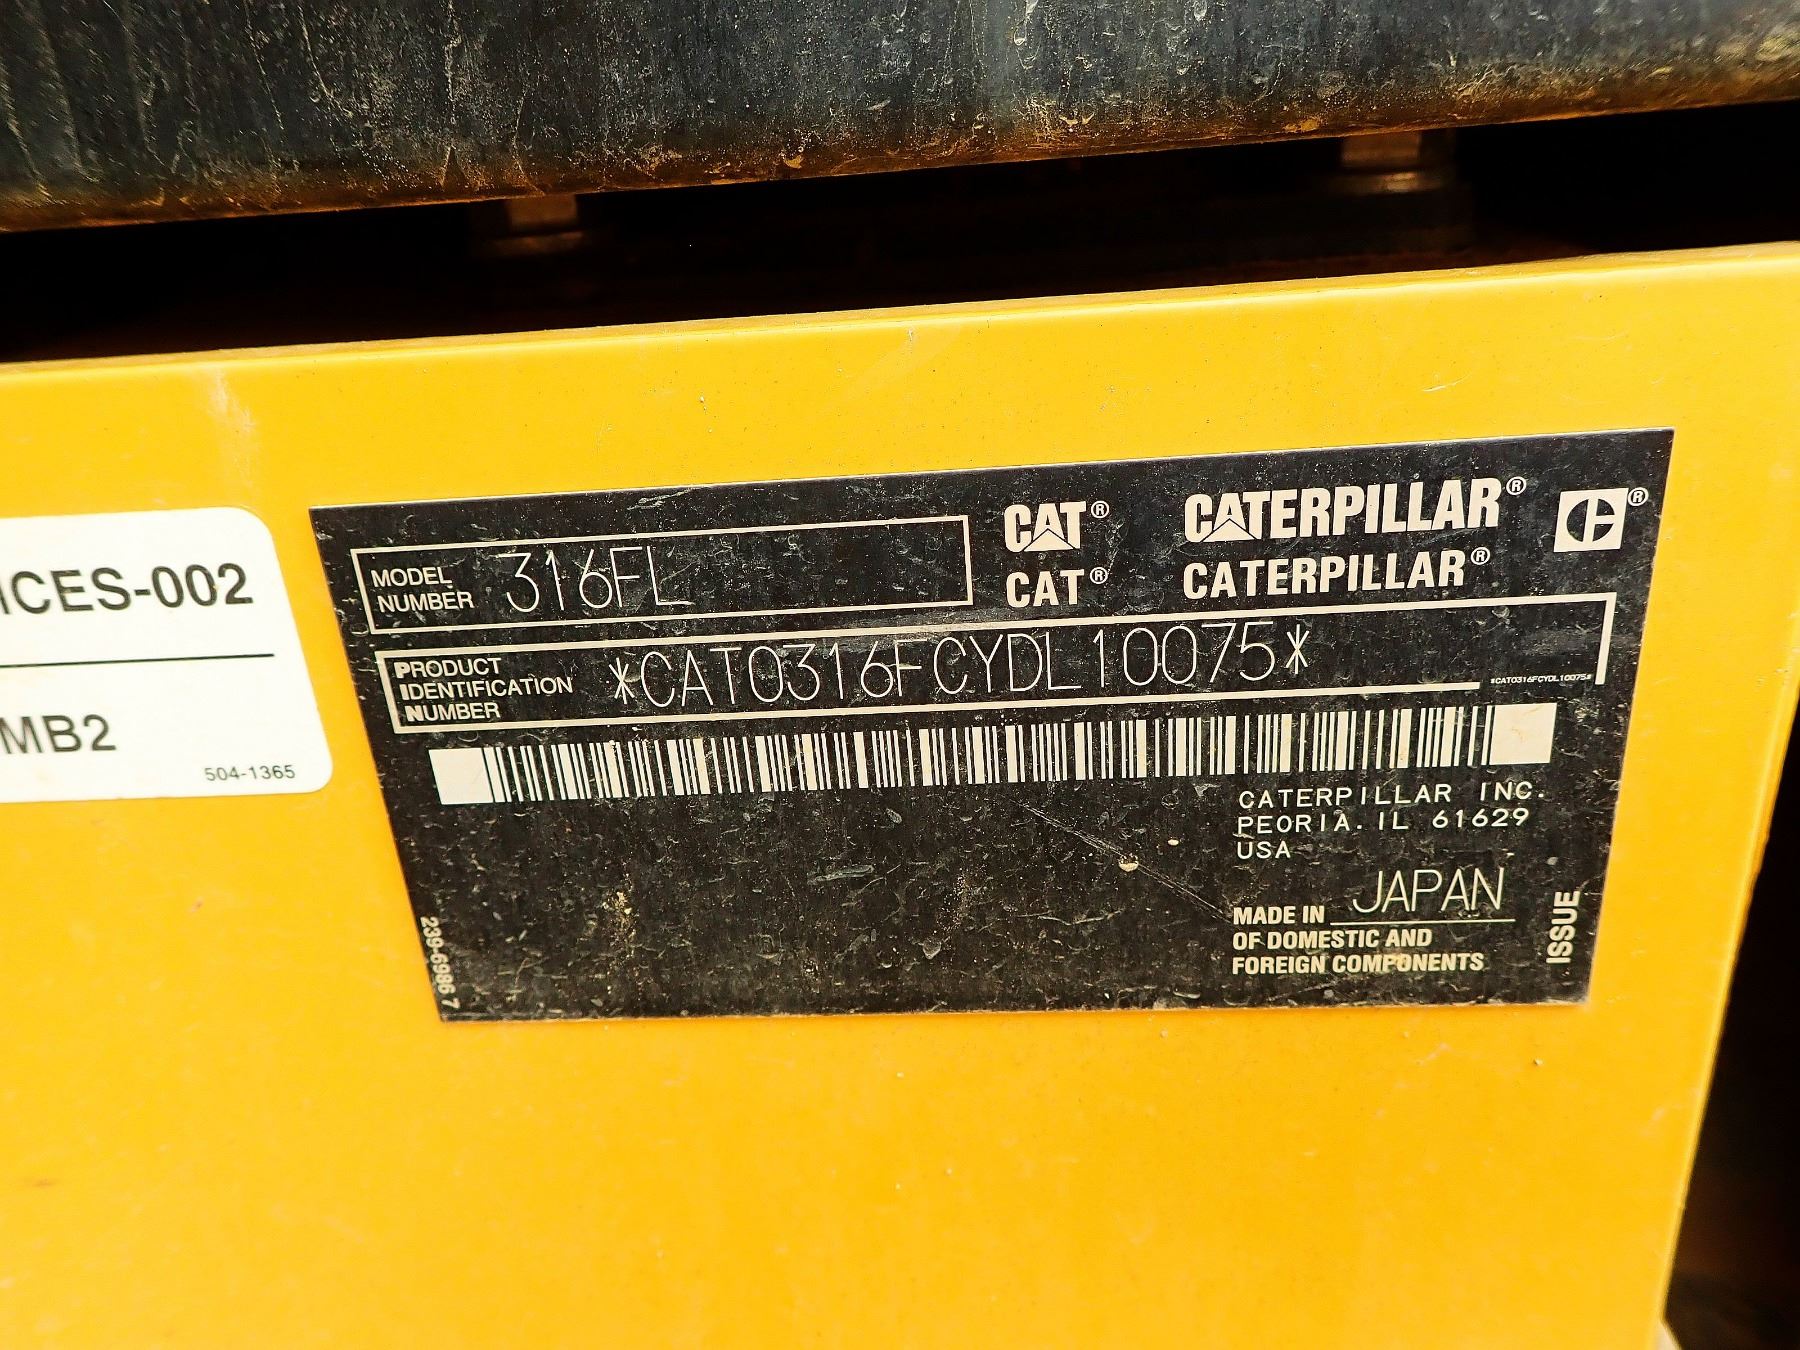 ICES-002
MB2
504-1365
MODEL NUMBER 316FL
CAT® CATERPILLAR® ®
CAT® CATERPILLAR®
PRODUCT IDENTIFICATION NUMBER *CAT0316FCYDL10075*
*CAT0316FCYDL10075*
CATERPILLAR INC.
PEORIA. IL 61629
USA
MADE IN JAPAN
OF DOMESTIC AND
FOREIGN COMPONENTS
ISSUE
239-6986 7